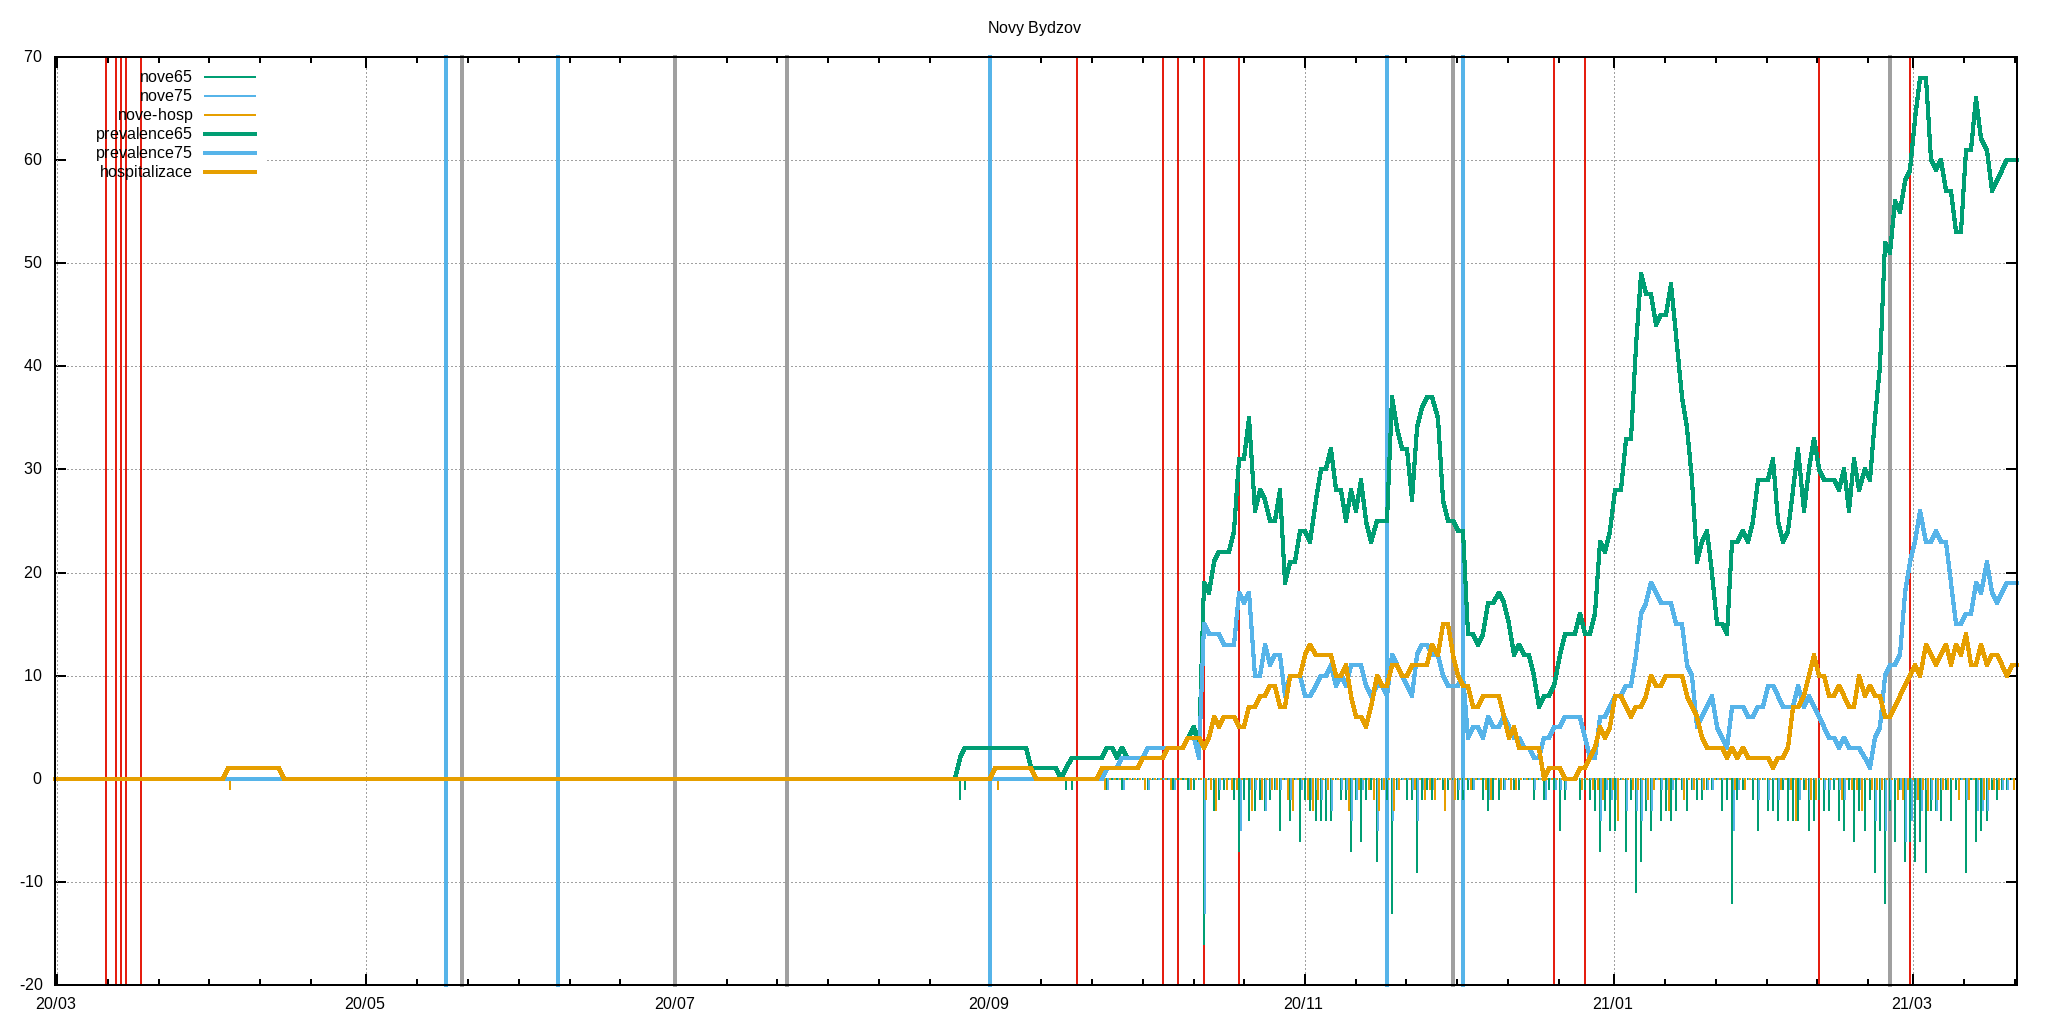 Novy Bydzov
70
60
50
40
30
20
10
0
-10
-20
nove65
nove75
nove-hosp
prevalence65
prevalence75
hospitalizace
20/03 20/05 20/07 20/09 20/11 21/01 21/03